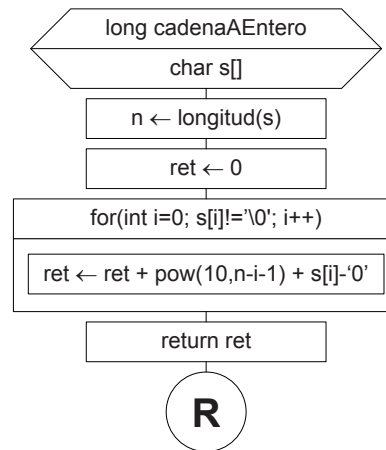 long cadenaAEntero
char s[]
n ← longitud(s)
ret ← 0
for(int i=0; s[i]!='\0'; i++)
ret ← ret + pow(10,n-i-1) + s[i]-‘0’
return ret
R